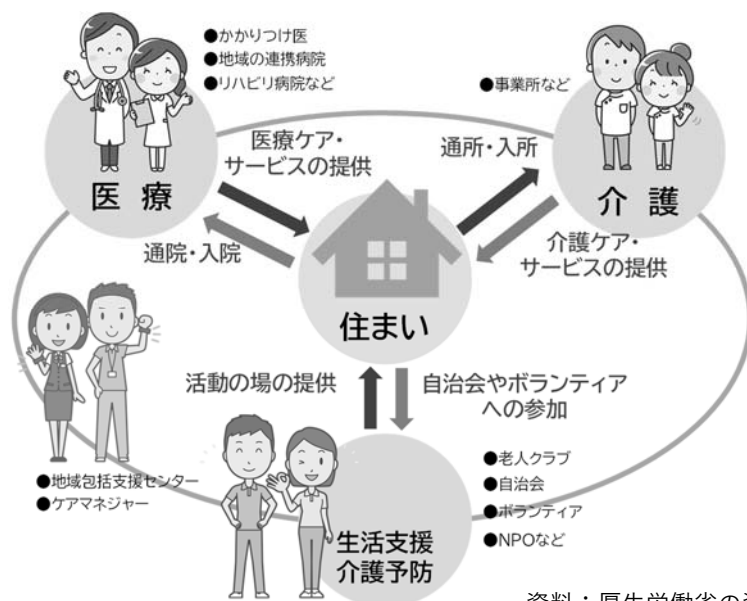 ●かかりつけ医
●地域の連携病院
●リハビリ病院など
●事業所など
医療ケア・
サービスの提供
通所・入所
医療
介護
通院・入院
介護ケア・
サービスの提供
住まい
活動の場の提供
自治会やボランティア
への参加
●地域包括支援センター
●ケアマネジャー
●老人クラブ
●自治会
●ボランティア
●NPOなど
生活支援
介護予防